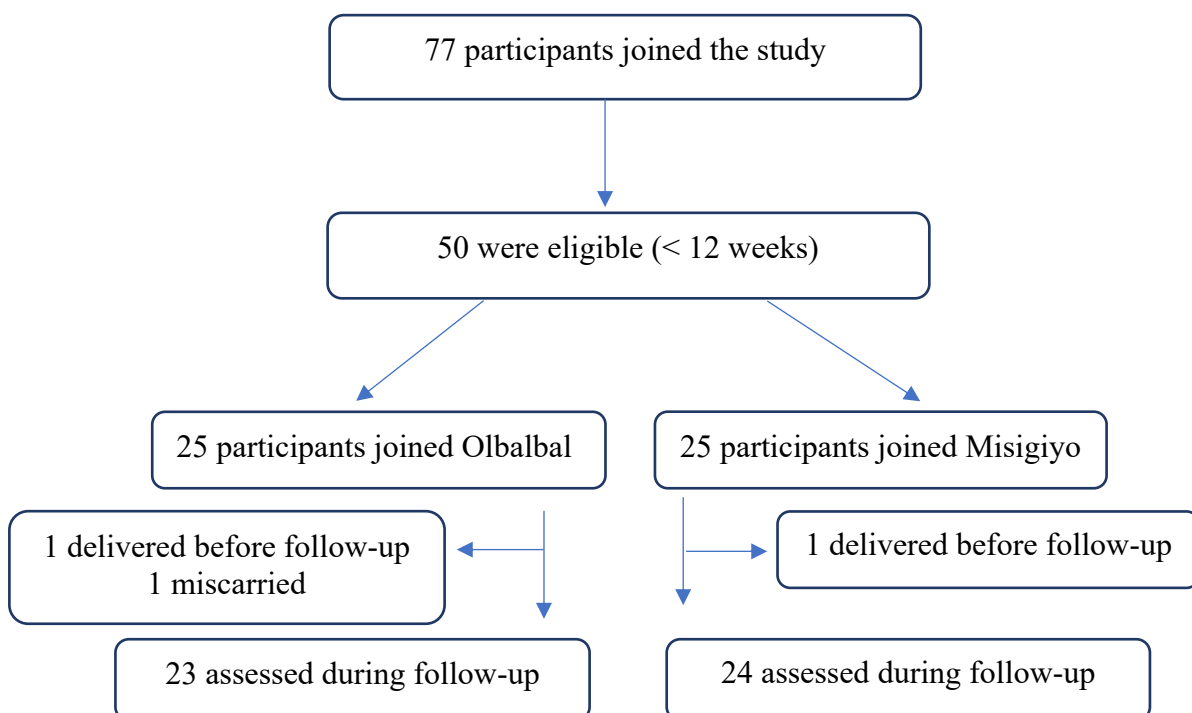 77 participants joined the study
50 were eligible (< 12 weeks)
25 participants joined Olbalbal
25 participants joined Misigiyo
1 delivered before follow-up
1 miscarried
1 delivered before follow-up
23 assessed during follow-up
24 assessed during follow-up